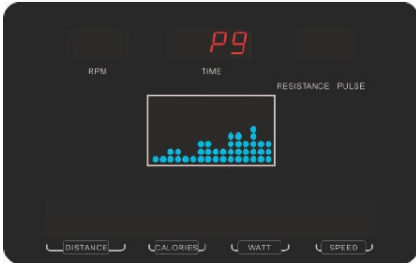 P9
RPM TIME
RESISTANCE PULSE
DISTANCE CALORIES WATT SPEED